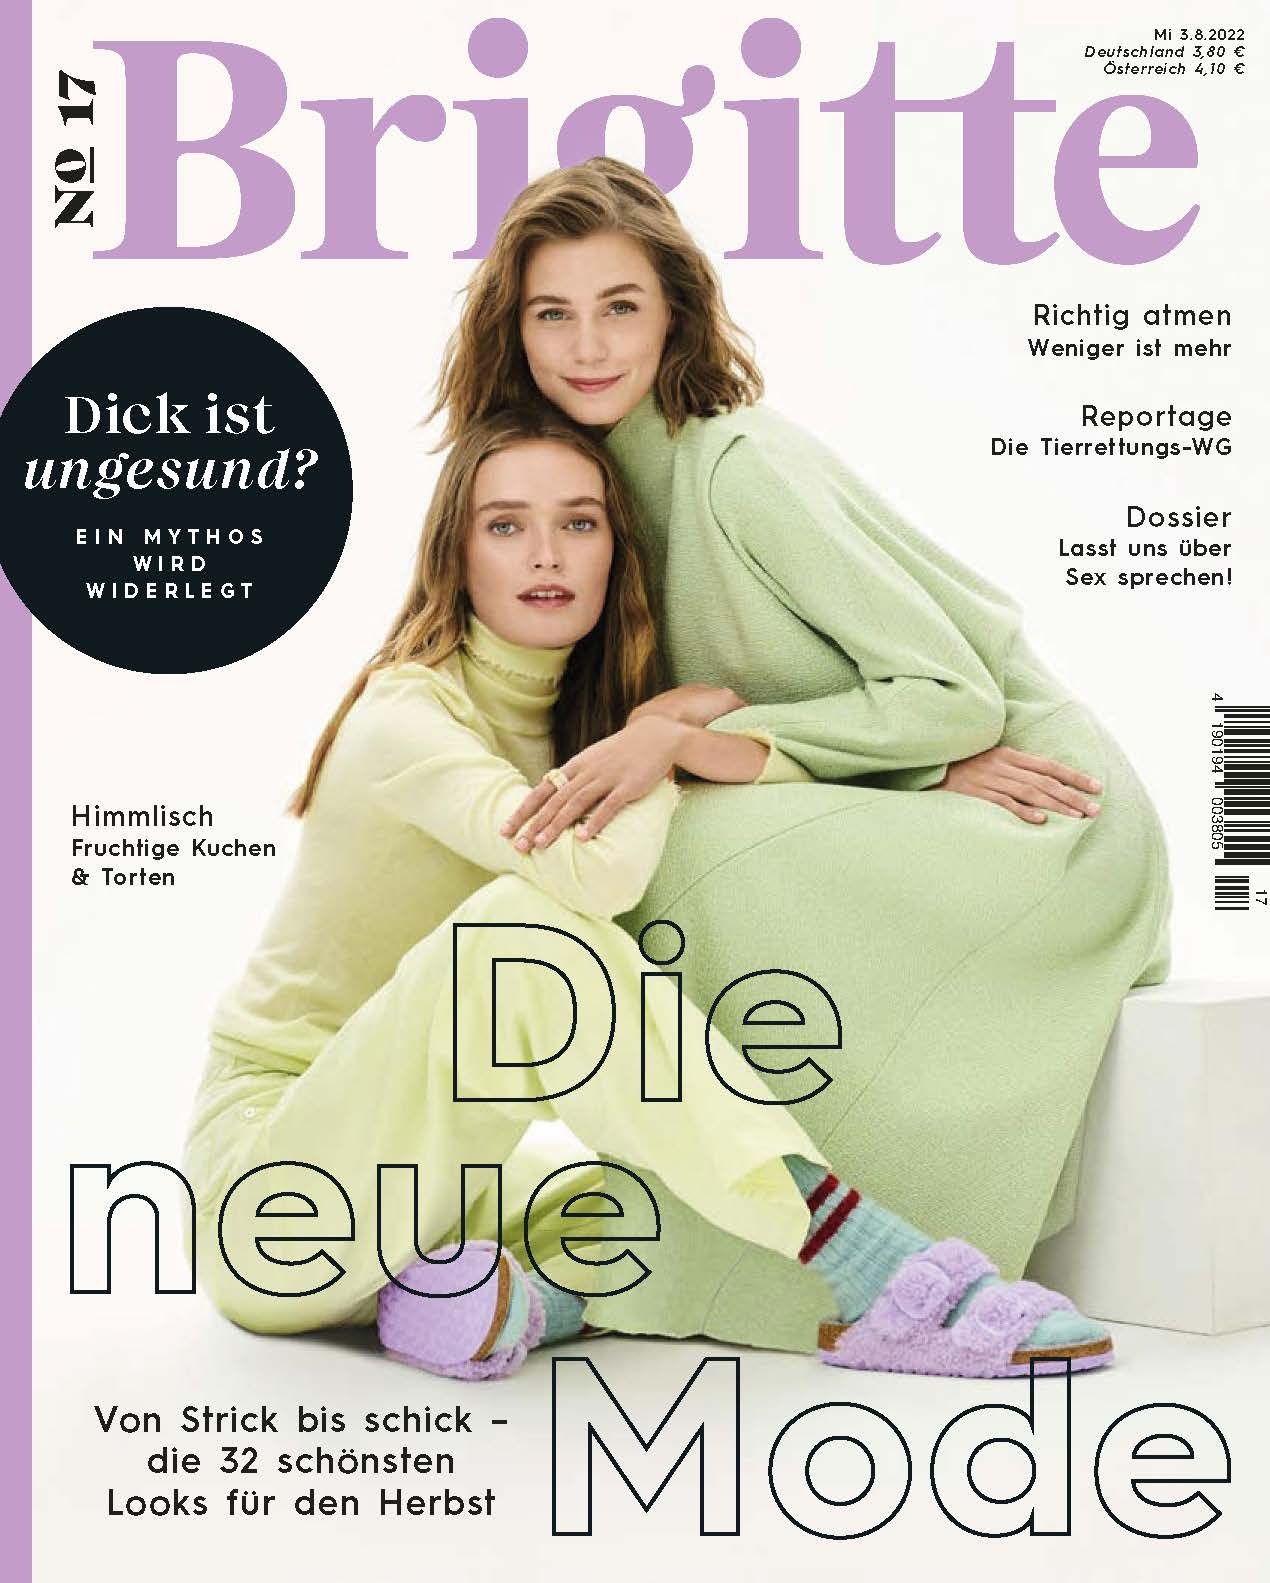 Mi 3.8.2022
Deutschland 3,80 €
Österreich 4,10 €
NO 17
Brigitte
Richtig atmen
Weniger ist mehr
Reportage
Die Tierrettungs-WG
Dossier
Lasst uns über
Sex sprechen!
Dick ist
ungesund?
EIN MYTHOS
WIRD
WIDERLEGT
4 190194 003805
17
Himmlisch
Fruchtige Kuchen
& Torten
Die
neue
Mode
Von Strick bis schick –
die 32 schönsten
Looks für den Herbst